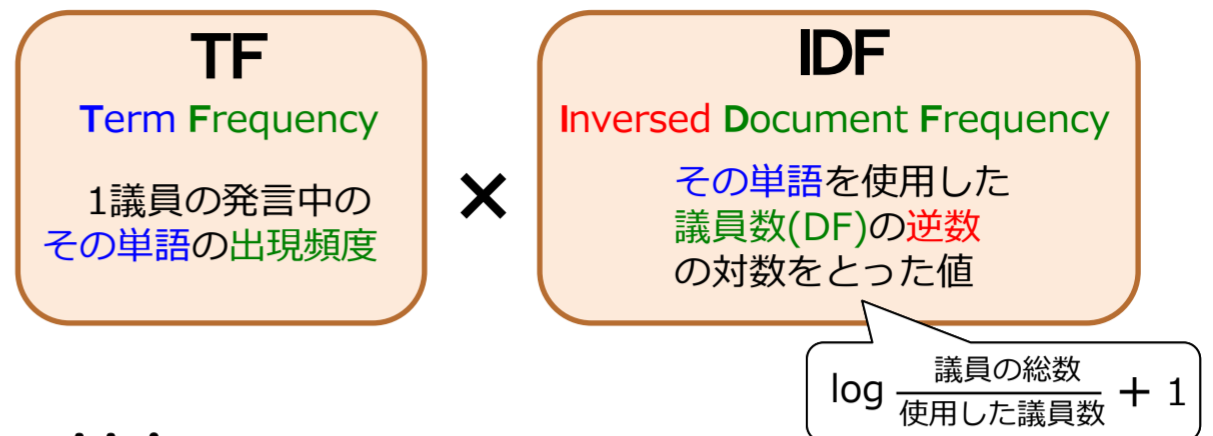 TF
Term Frequency
1議員の発言中の
その単語の出現頻度
×
IDF
Inversed Document Frequency
その単語を使用した
議員数(DF)の逆数
の対数をとった値
log 議員の総数/使用した議員数 + 1